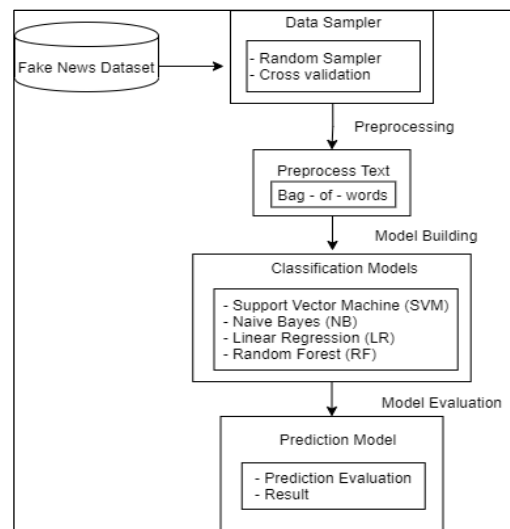 Data Sampler
Fake News Dataset
- Random Sampler
- Cross validation
Preprocessing
Preprocess Text
Bag - of - words
Model Building
Classification Models
- Support Vector Machine (SVM)
- Naive Bayes (NB)
- Linear Regression (LR)
- Random Forest (RF)
Model Evaluation
Prediction Model
- Prediction Evaluation
- Result